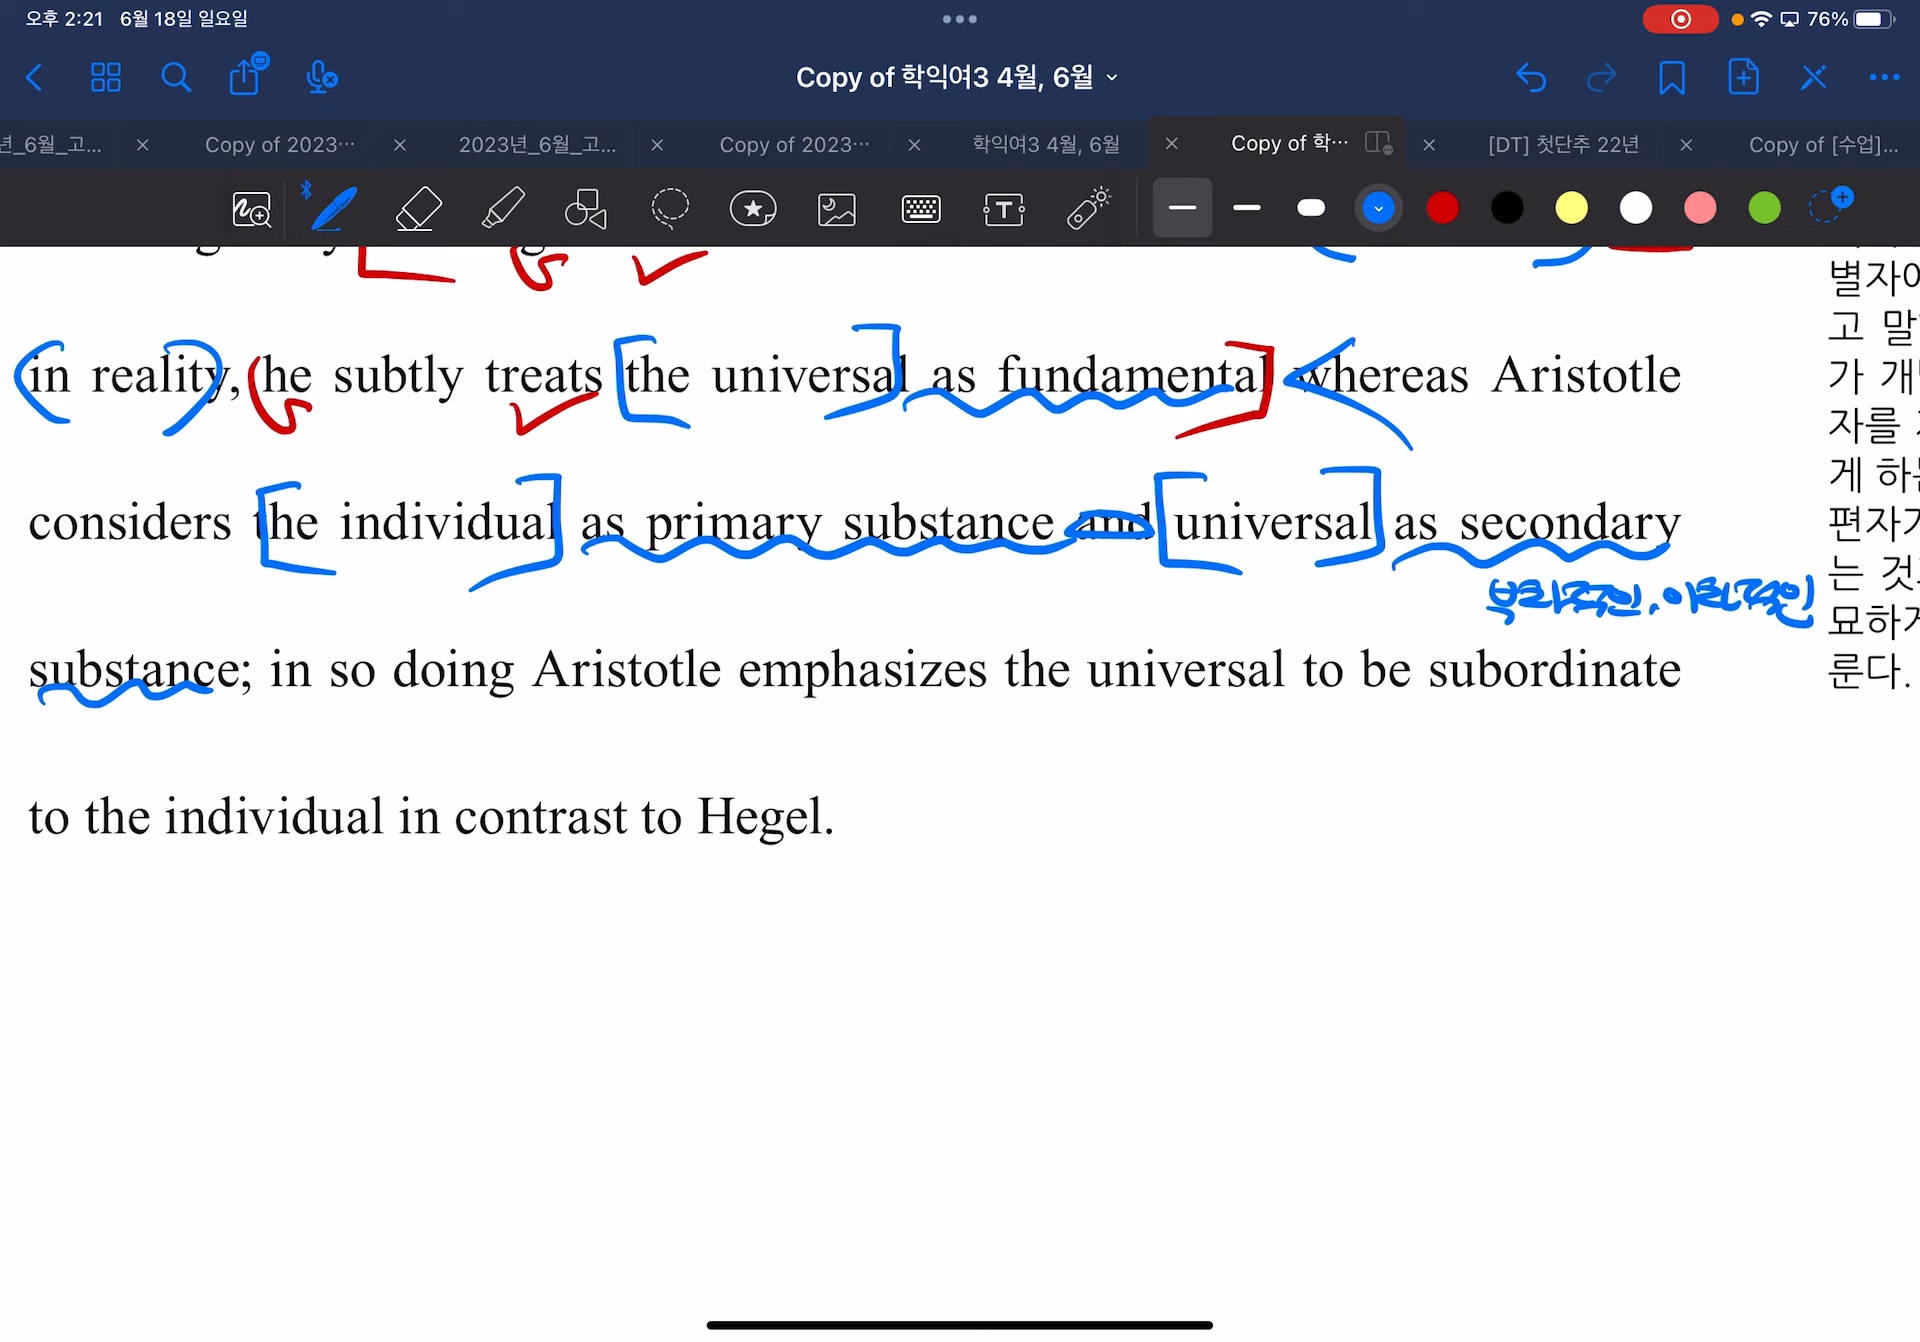 오후 2:21 6월 18일 일요일
76%
Copy of 학익여3 4월, 6월
년_6월_고...
Copy of 2023...
2023년_6월_고...
Copy of 2023...
학익여3 4월, 6월
Copy of 학...
[DT] 첫단추 22년
Copy of [수업]...
in reality, he subtly treats the universal as fundamental whereas Aristotle
considers the individual as primary substance and universal as secondary
부차적인, 이차적인
substance; in so doing Aristotle emphasizes the universal to be subordinate
to the individual in contrast to Hegel.
별자
고 말
가 개
자를
게 하
편자
는 것
묘하게
룬다.